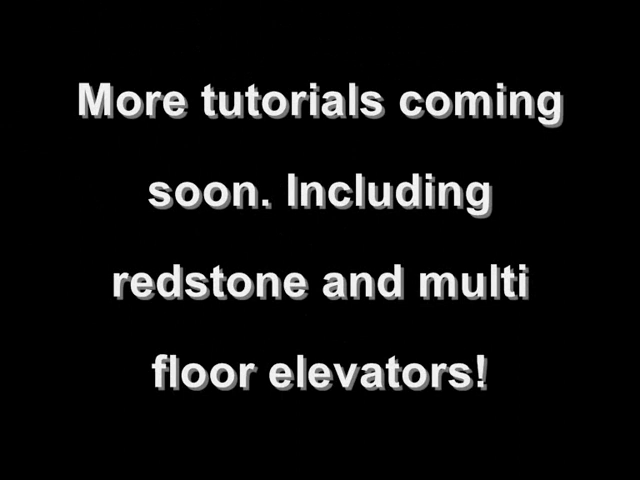 More tutorials coming
soon. Including
redstone and multi
floor elevators!